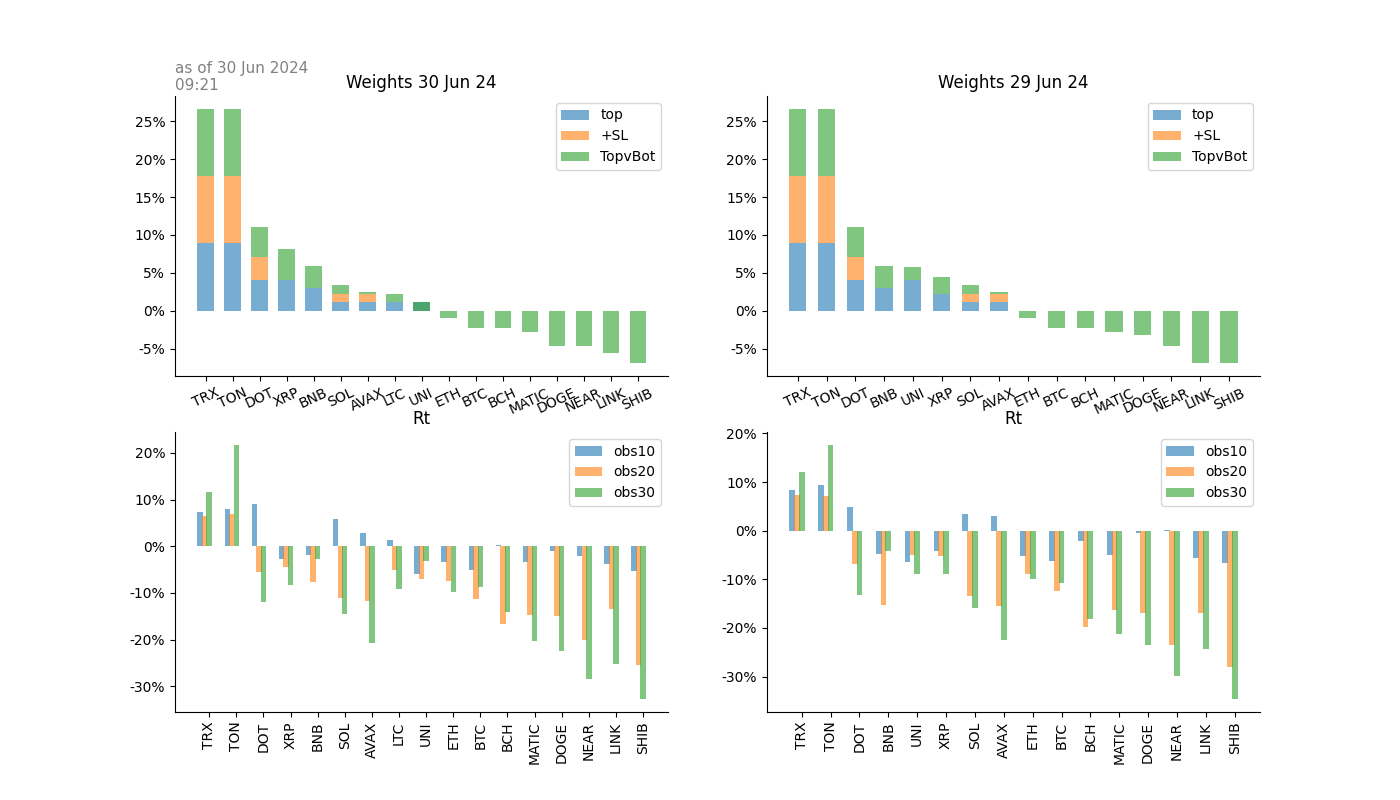 as of 30 Jun 2024
09:21
Weights 30 Jun 24
25%
20%
15%
10%
5%
0%
-5%
top
+SL
TopvBot
TRX TON DOT XRP BNB SOL AVAX LTC UNI ETH BTC BCH MATIC DOGE NEAR LINK SHIB
Weights 29 Jun 24
25%
20%
15%
10%
5%
0%
-5%
top
+SL
TopvBot
TRX TON DOT BNB UNI XRP SOL AVAX ETH BTC BCH MATIC DOGE NEAR LINK SHIB
Rt
20%
10%
0%
-10%
-20%
-30%
obs10
obs20
obs30
TRX TON DOT XRP BNB SOL AVAX LTC UNI ETH BTC BCH MATIC DOGE NEAR LINK SHIB
Rt
20%
10%
0%
-10%
-20%
-30%
obs10
obs20
obs30
TRX TON DOT BNB UNI XRP SOL AVAX ETH BTC BCH MATIC DOGE NEAR LINK SHIB